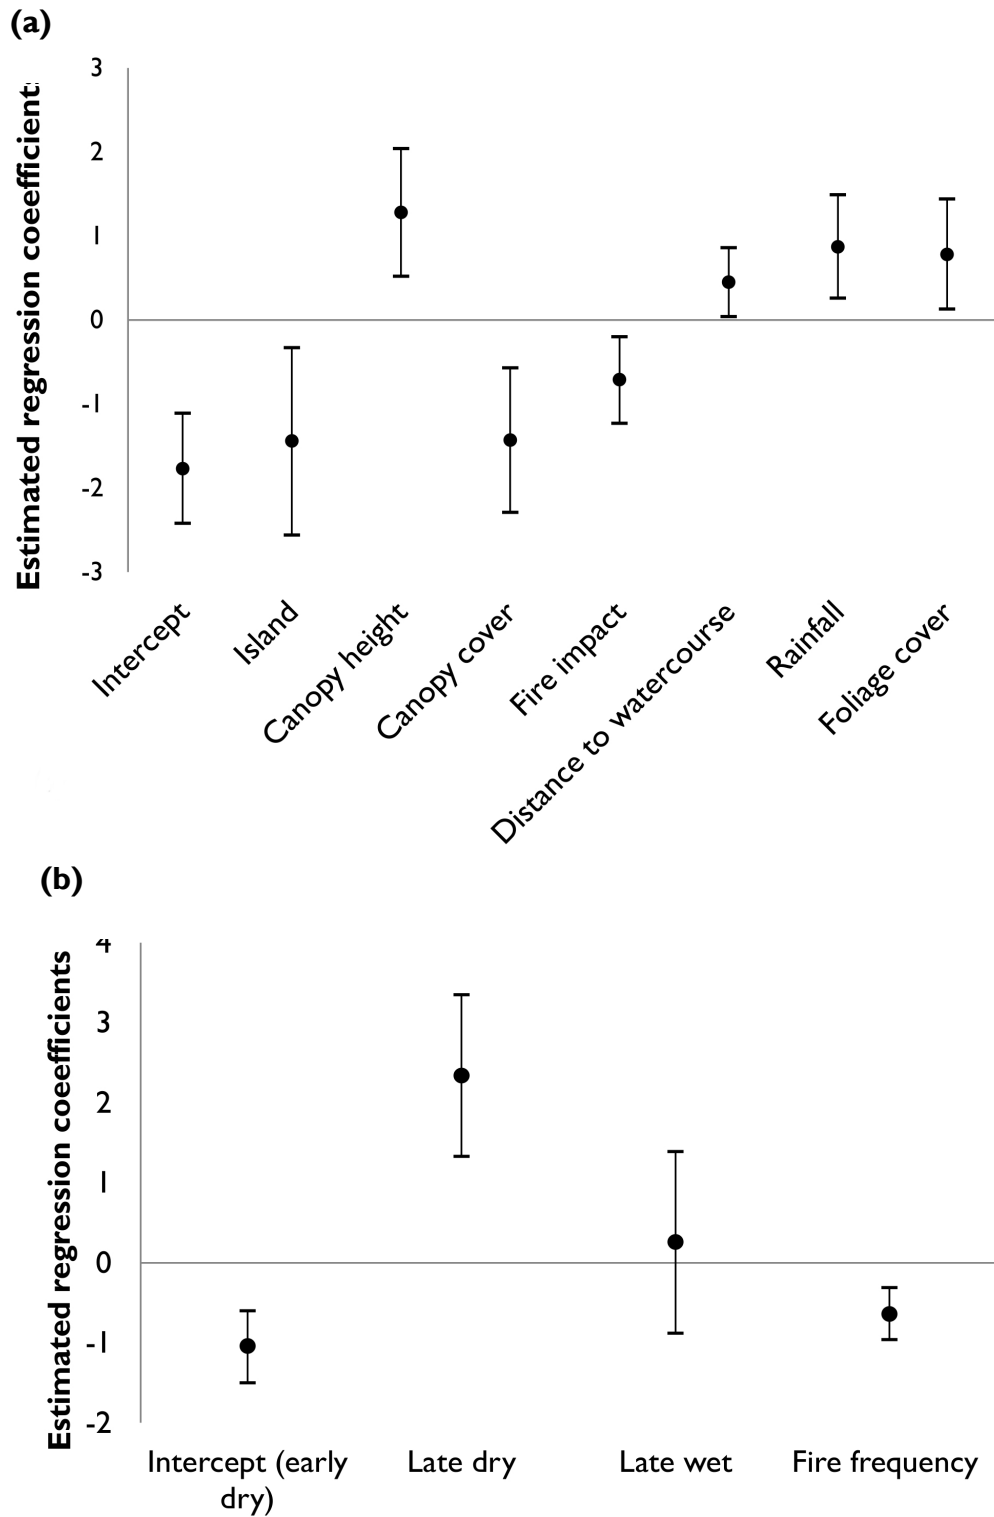 (a)
Estimated regression coeefficient
3
2
1
0
-1
-2
-3
Intercept
Island
Canopy height
Canopy cover
Fire impact
Distance to watercourse
Rainfall
Foliage cover
(b)
Estimated regression coeefficients
4
3
2
1
0
-1
-2
Intercept (early
dry)
Late dry
Late wet
Fire frequency